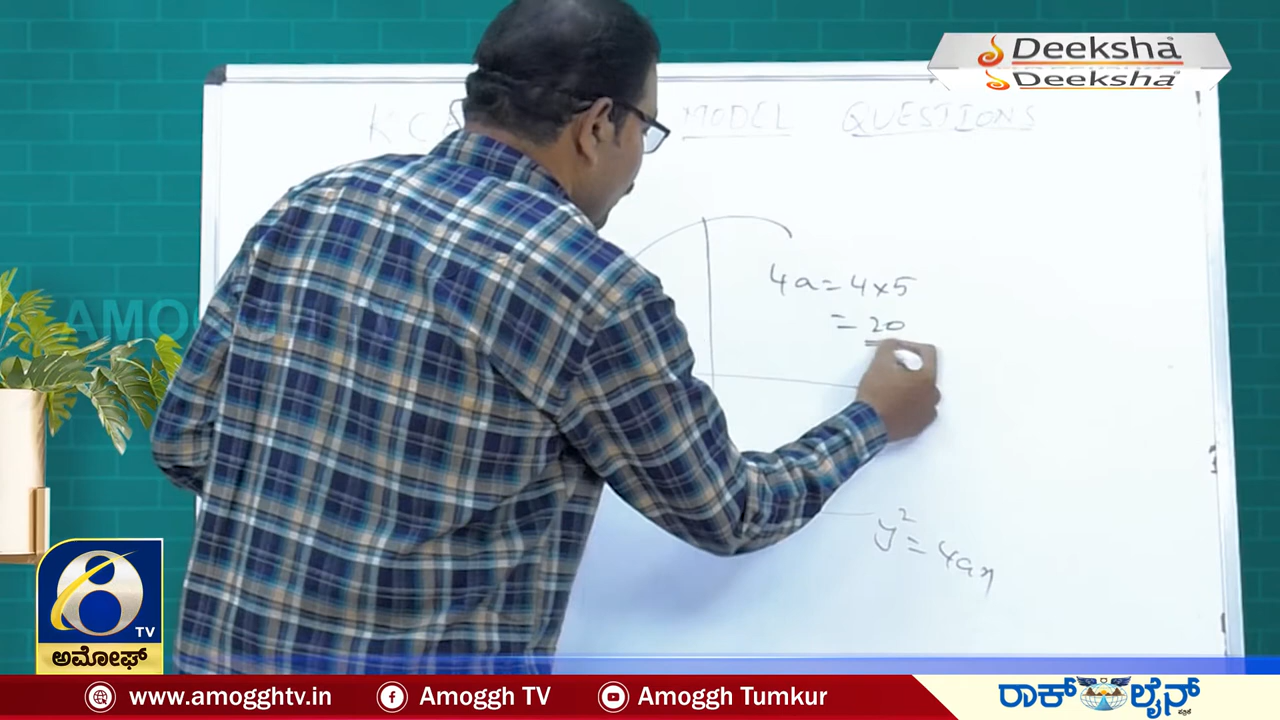 Deeksha
Deeksha
MODEL QUESTIONS
4a = 4 x 5
= 20
y² = 4ax
TV
ಅಮೋಘ್
www.amogghtv.in
Amoggh TV
Amoggh Tumkur
ರಾಕ್ ಲೈನ್